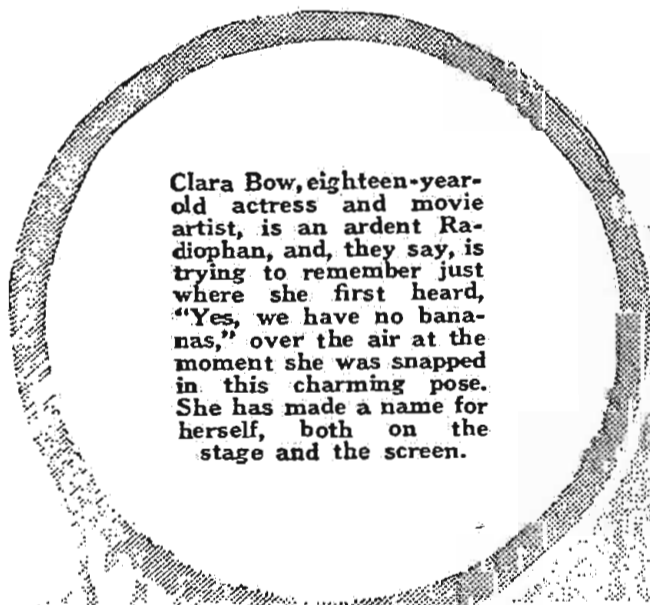 Clara Bow, eighteen-year-
old actress and movie
artist, is an ardent Ra-
diophan, and, they say, is
trying to remember just
where she first heard,
"Yes, we have no bana-
nas," over the air at the
moment she was snapped
in this charming pose.
She has made a name for
herself, both on the
stage and the screen.